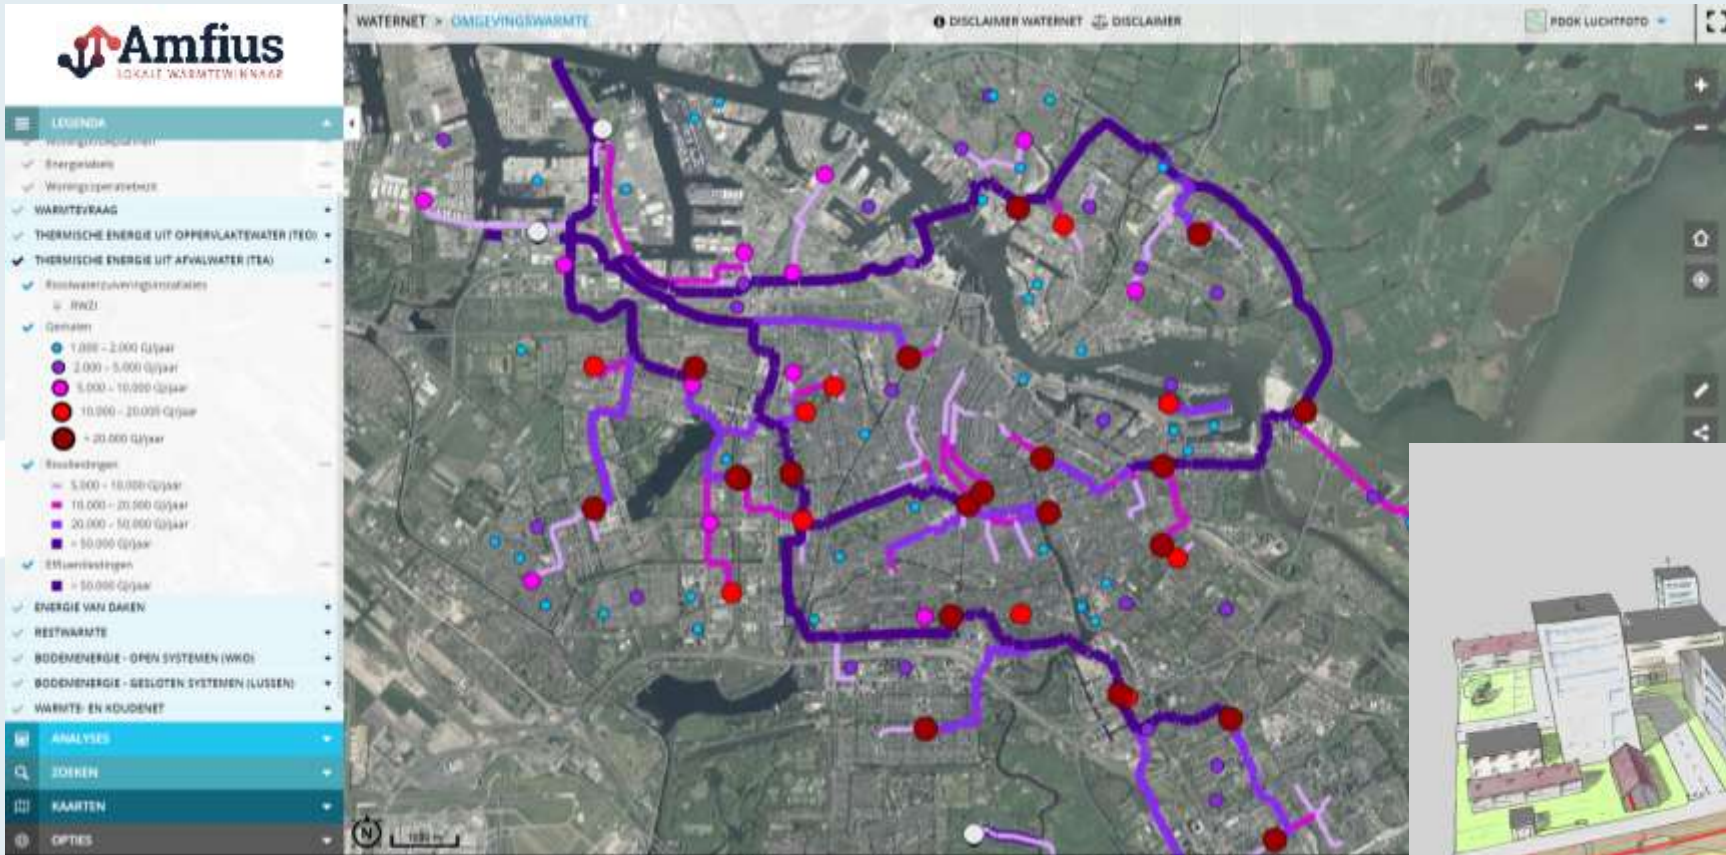 Amfius
LOKALE WARMTEWINNAAR
WATERNET > OMGEVINGSWARMTE
DISCLAIMER WATERNET
DISCLAIMER
PDOK LUCHTFOTO
LEGENDA
Energielabels
Woningcoperatiebezit
WARMTEVRAAG
THERMISCHE ENERGIE UIT OPPERVLAKTEWATER (TEO)
THERMISCHE ENERGIE UIT AFVALWATER (TEA)
Rioolwaterzuiveringsinstallaties
RWZI
Gemalen
1.000 - 2.000 GJ/jaar
2.000 - 5.000 GJ/jaar
5.000 - 10.000 GJ/jaar
10.000 - 20.000 GJ/jaar
> 20.000 GJ/jaar
Rioolleidingen
5.000 - 10.000 GJ/jaar
10.000 - 20.000 GJ/jaar
20.000 - 50.000 GJ/jaar
> 50.000 GJ/jaar
Effluentleidingen
> 50.000 GJ/jaar
ENERGIE VAN DAKEN
RESTWARMTE
BODEMENERGIE - OPEN SYSTEMEN (WKO)
BODEMENERGIE - GESLOTEN SYSTEMEN (LUSSEN)
WARMTE- EN KOUDENET
ANALYSES
ZOEKEN
KAARTEN
OPTIES
N